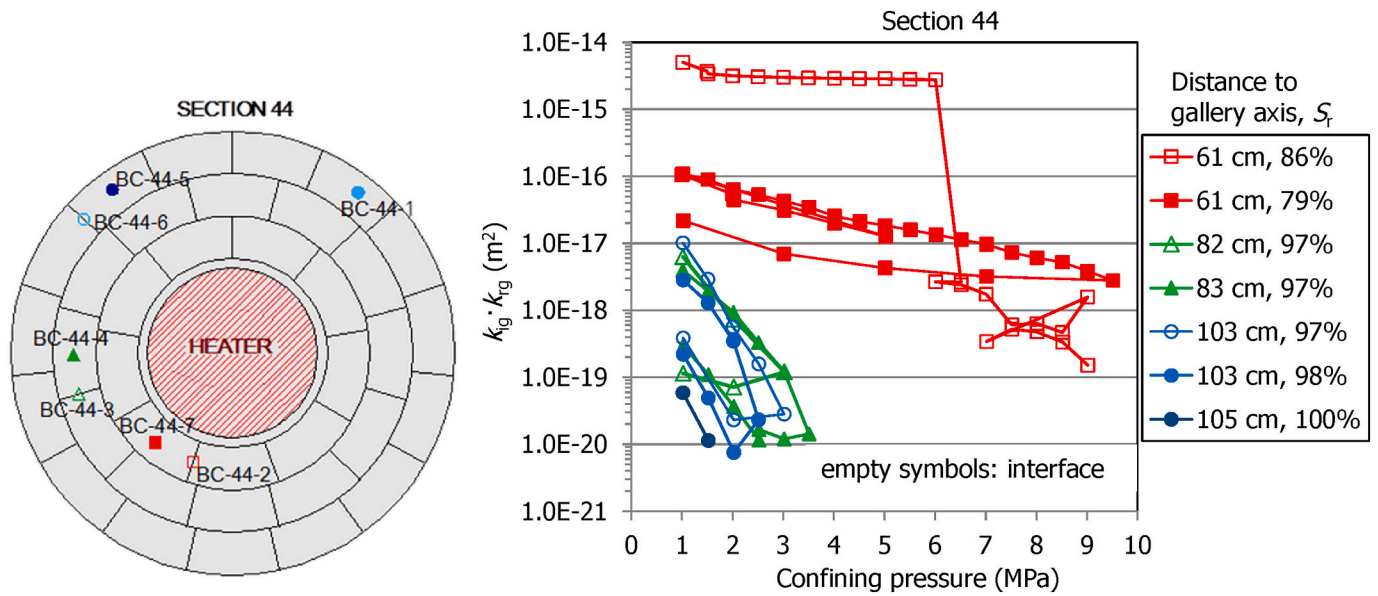 SECTION 44
BC-44-5
BC-44-1
BC-44-6
HEATER
BC-44-4
BC-44-3
BC-44-7
BC-44-2
Section 44
1.0E-14
1.0E-15
1.0E-16
1.0E-17
1.0E-18
1.0E-19
1.0E-20
1.0E-21
k_ig·k_rg (m²)
empty symbols: interface
0 1 2 3 4 5 6 7 8 9 10
Confining pressure (MPa)
Distance to
gallery axis, S_r
61 cm, 86%
61 cm, 79%
82 cm, 97%
83 cm, 97%
103 cm, 97%
103 cm, 98%
105 cm, 100%